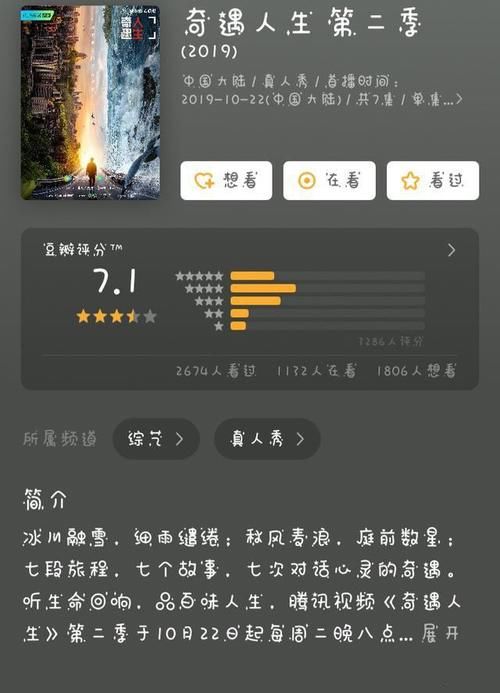 奇遇人生
奇遇人生 第二季
(2019)
中国大陆 / 真人秀 / 首播时间:
2019-10-22(中国大陆) / 共7集 / 单集...
想看
在看
看过
豆瓣评分™
7.1
3286人评分
2674人看过 1132人在看 1806人想看
所属频道 综艺 真人秀
简介
冰川融雪，细雨缱绻；秋风麦浪，庭前数星；
七段旅程，七个故事，七次对话心灵的奇遇。
听生命回响，品百味人生，腾讯视频《奇遇人
生》第二季于10月22日起每周二晚八点... 展开